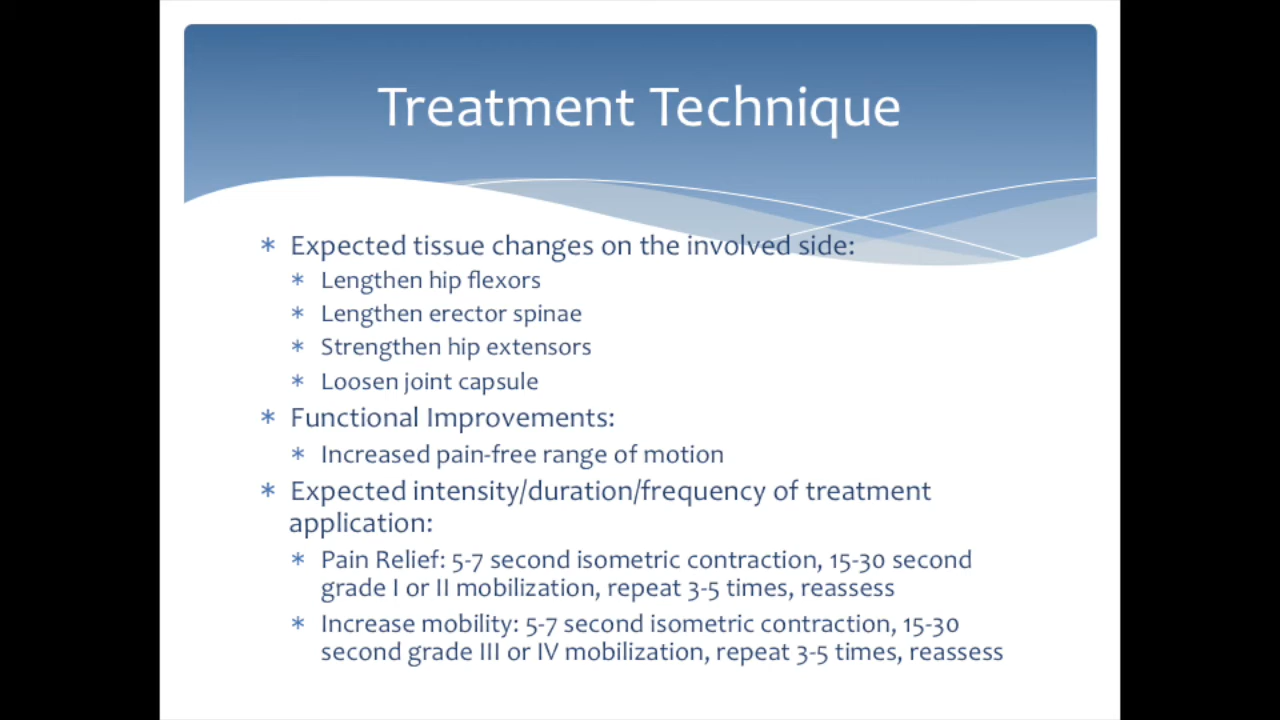 Treatment Technique
* Expected tissue changes on the involved side:
* Lengthen hip flexors
* Lengthen erector spinae
* Strengthen hip extensors
* Loosen joint capsule
* Functional Improvements:
* Increased pain-free range of motion
* Expected intensity/duration/frequency of treatment
application:
* Pain Relief: 5-7 second isometric contraction, 15-30 second
grade I or II mobilization, repeat 3-5 times, reassess
* Increase mobility: 5-7 second isometric contraction, 15-30
second grade III or IV mobilization, repeat 3-5 times, reassess